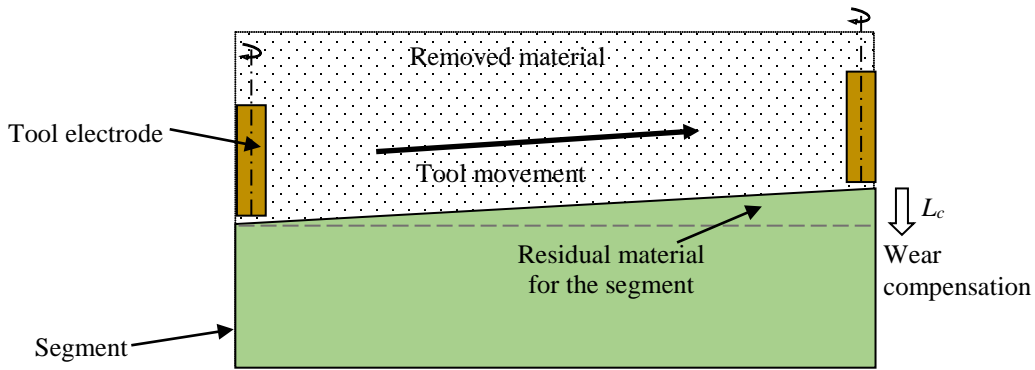 Removed material
Tool electrode
Tool movement
L_c
Residual material
for the segment
Wear
compensation
Segment